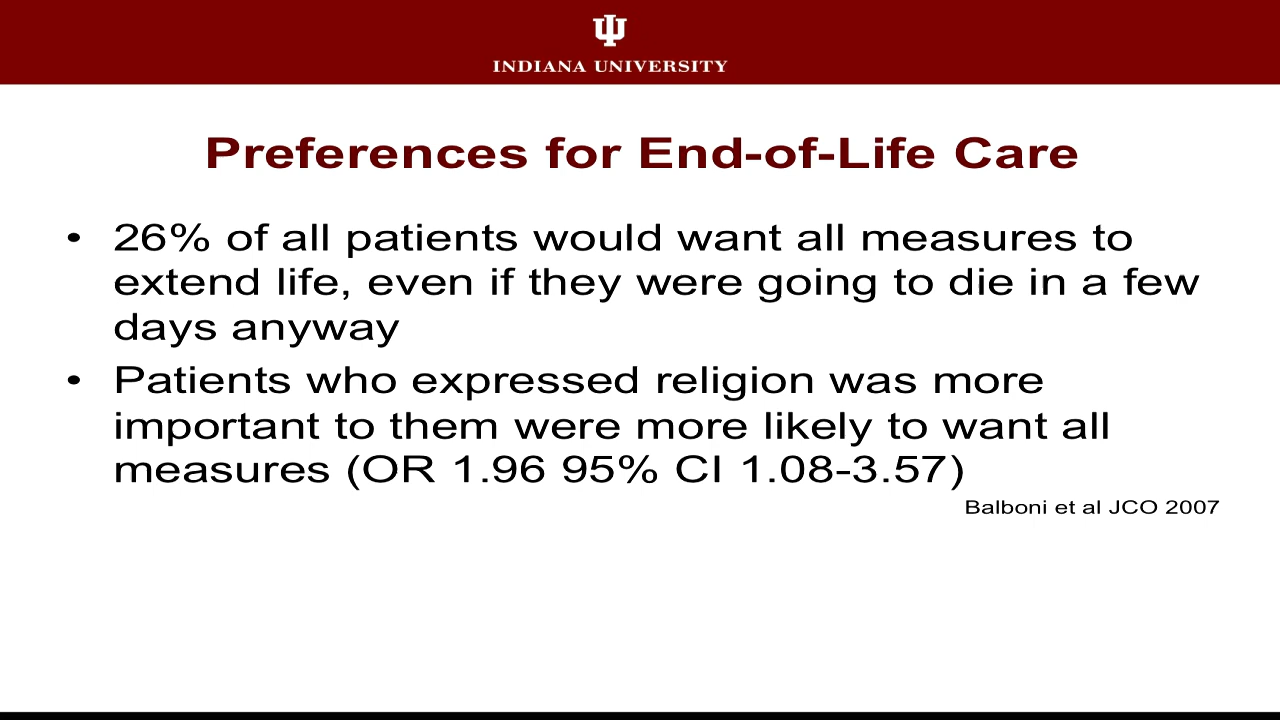 INDIANA UNIVERSITY
Preferences for End-of-Life Care
• 26% of all patients would want all measures to
extend life, even if they were going to die in a few
days anyway
• Patients who expressed religion was more
important to them were more likely to want all
measures (OR 1.96 95% CI 1.08-3.57)
Balboni et al JCO 2007